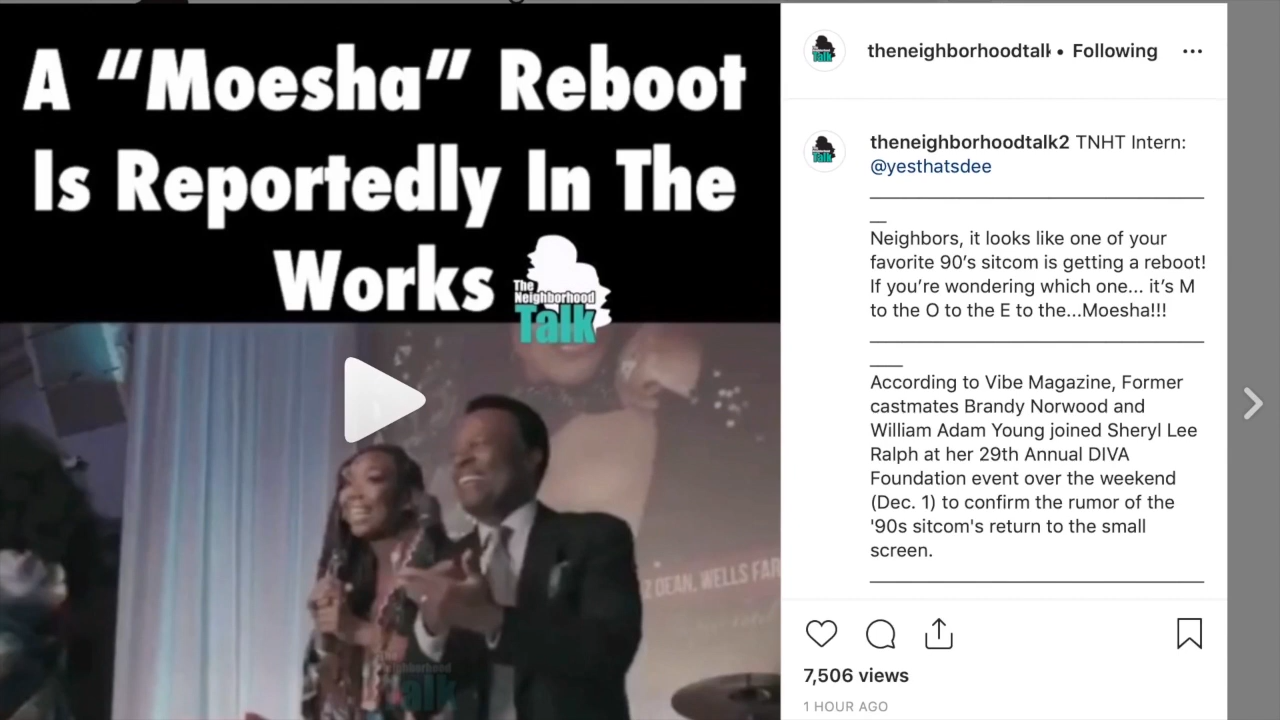 A “Moesha” Reboot
Is Reportedly In The
Works
The
Neighborhood
Talk
Z DEAN, WELLS FAR
theneighborhoodtalk • Following
theneighborhoodtalk2 TNHT Intern:
@yesthatsdee
Neighbors, it looks like one of your
favorite 90’s sitcom is getting a reboot!
If you’re wondering which one... it’s M
to the O to the E to the...Moesha!!!
According to Vibe Magazine, Former
castmates Brandy Norwood and
William Adam Young joined Sheryl Lee
Ralph at her 29th Annual DIVA
Foundation event over the weekend
(Dec. 1) to confirm the rumor of the
'90s sitcom's return to the small
screen.
7,506 views
1 HOUR AGO